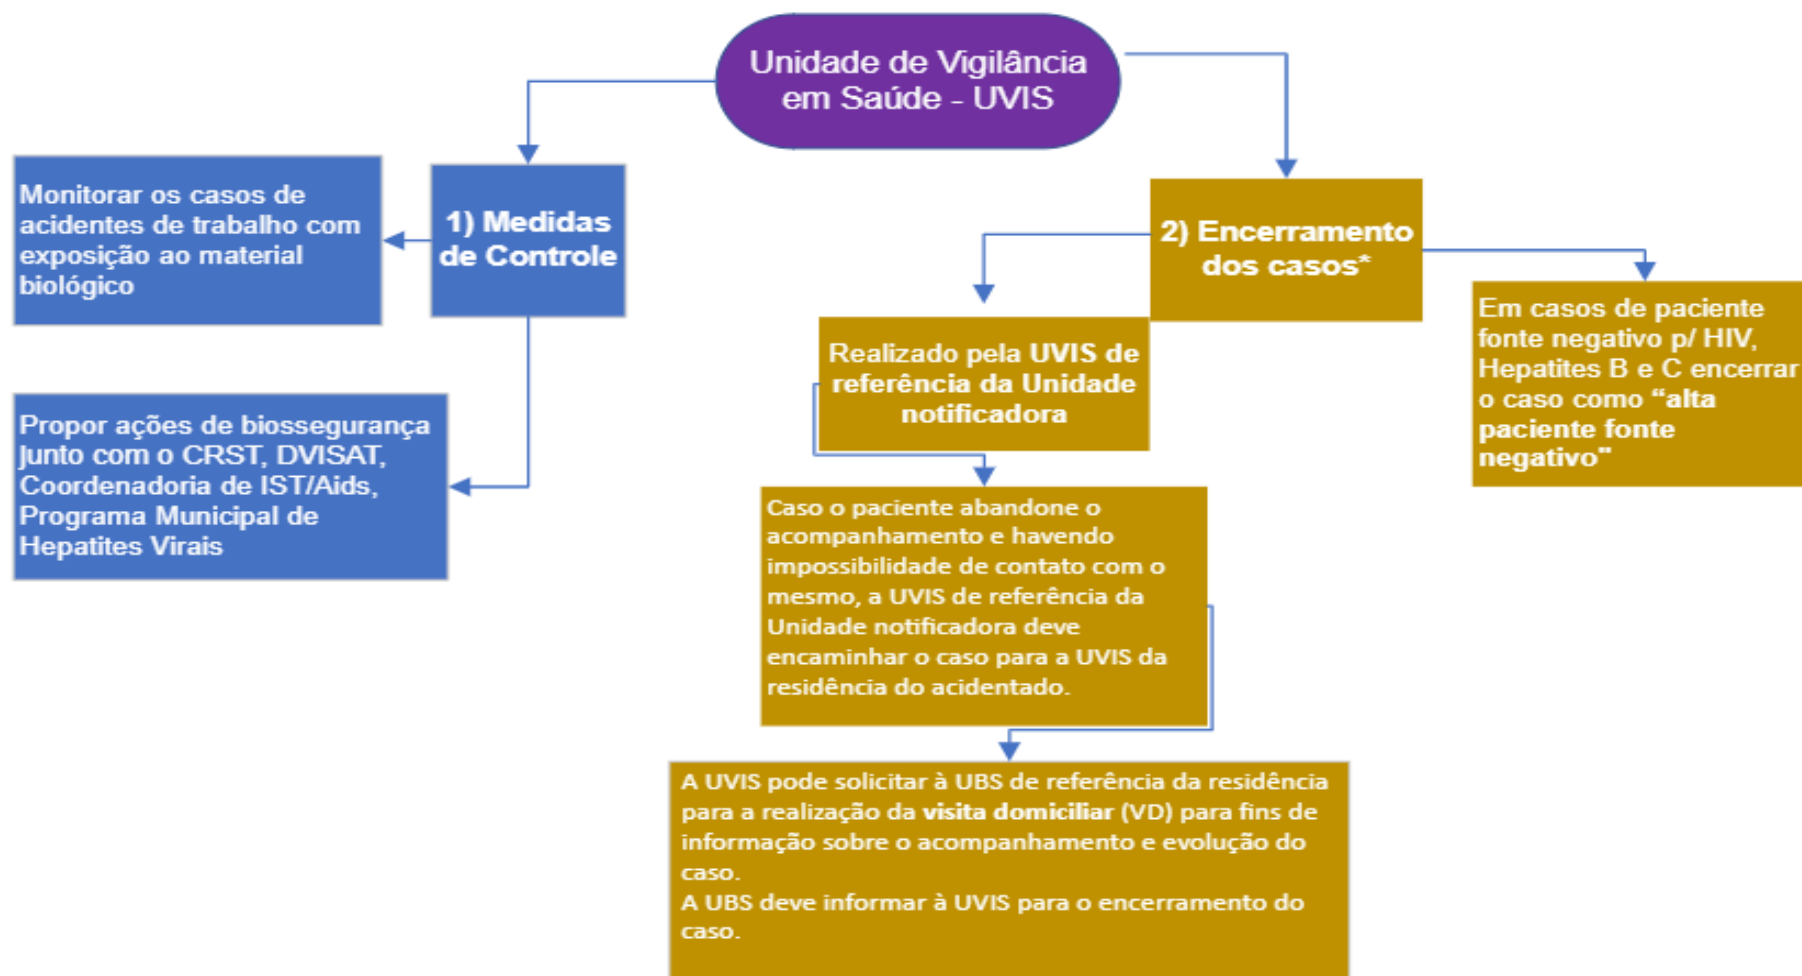 Unidade de Vigilância
em Saúde - UVIS
Monitorar os casos de
acidentes de trabalho com
exposição ao material
biológico
1) Medidas
de Controle
Propor ações de biossegurança
junto com o CRST, DVISAT,
Coordenadoria de IST/Aids,
Programa Municipal de
Hepatites Virais
2) Encerramento
dos casos*
Realizado pela UVIS de
referência da Unidade
notificadora
Em casos de paciente
fonte negativo p/ HIV,
Hepatites B e C encerrar
o caso como “alta
paciente fonte
negativo"
Caso o paciente abandone o
acompanhamento e havendo
impossibilidade de contato com o
mesmo, a UVIS de referência da
Unidade notificadora deve
encaminhar o caso para a UVIS da
residência do acidentado.
A UVIS pode solicitar à UBS de referência da residência
para a realização da visita domiciliar (VD) para fins de
informação sobre o acompanhamento e evolução do
caso.
A UBS deve informar à UVIS para o encerramento do
caso.